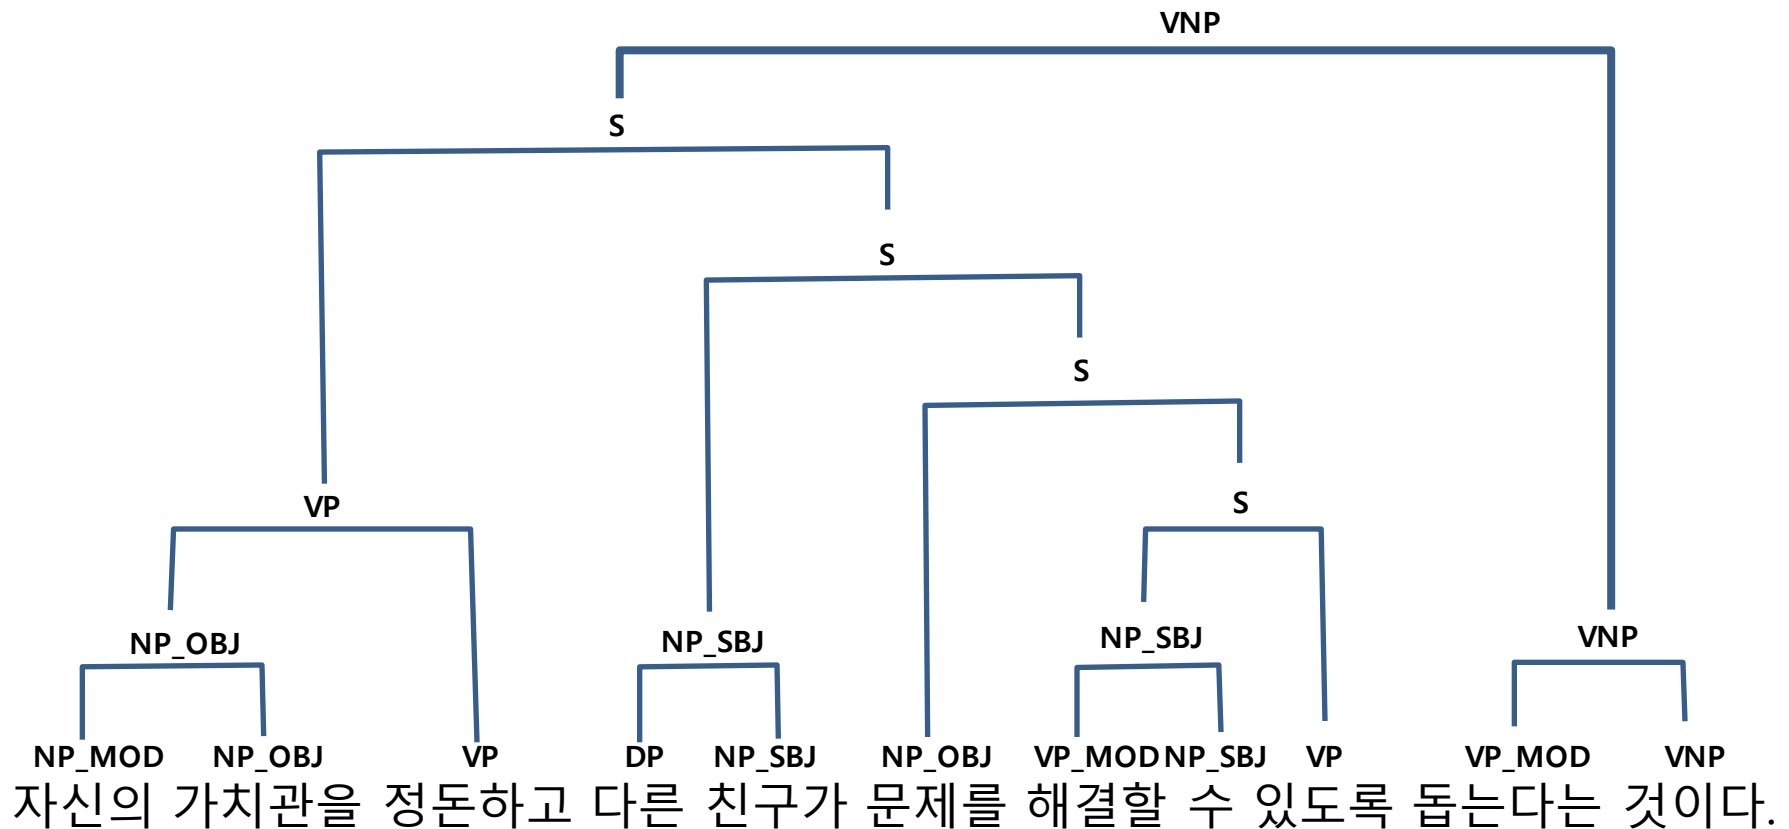 VNP
S
S
S
VP S
NP_OBJ NP_SBJ NP_SBJ VNP
NP_MOD NP_OBJ VP DP NP_SBJ NP_OBJ VP_MOD NP_SBJ VP VP_MOD VNP
자신의 가치관을 정돈하고 다른 친구가 문제를 해결할 수 있도록 돕는다는 것이다.